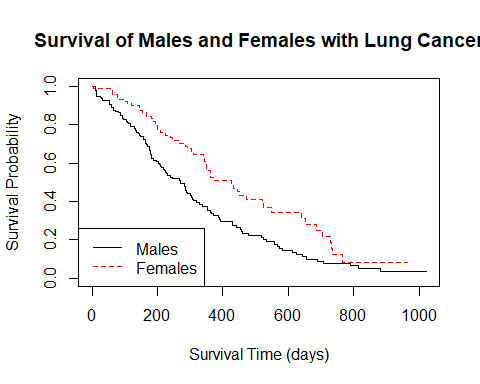 Survival of Males and Females with Lung Cancer
Survival Probability
1.0
0.8
0.6
0.4
0.2
0.0
Males
Females
0 200 400 600 800 1000
Survival Time (days)